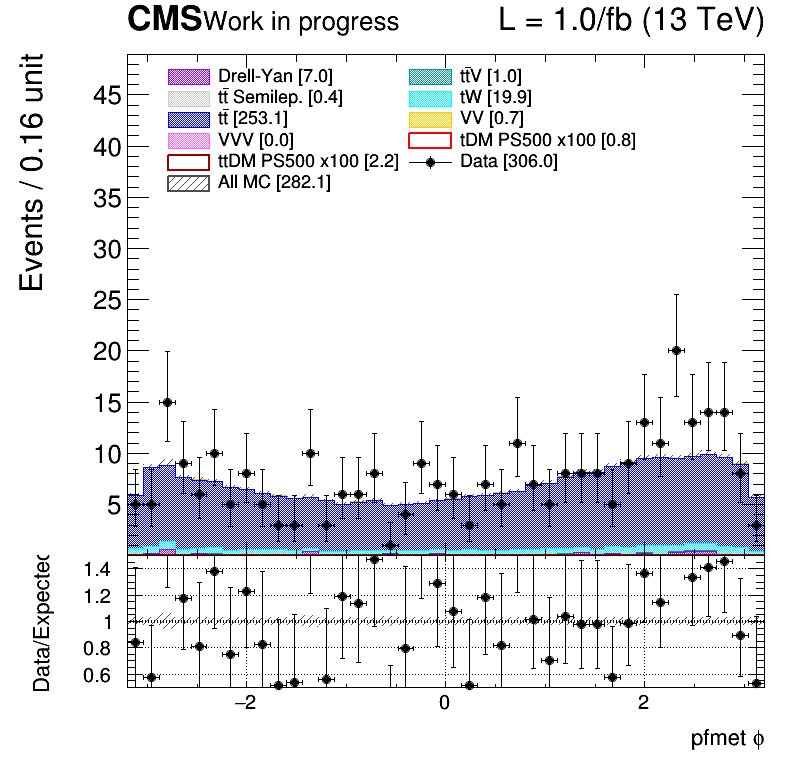 CMS Work in progress L = 1.0/fb (13 TeV)
Events / 0.16 unit
Drell-Yan [7.0]
tt̄V [1.0]
tt̄ Semilep. [0.4]
tW [19.9]
tt̄ [253.1]
VV [0.7]
VVV [0.0]
tDM PS500 x100 [0.8]
ttDM PS500 x100 [2.2]
Data [306.0]
All MC [282.1]
45
40
35
30
25
20
15
10
5
Data/Expected
1.4
1.2
1
0.8
0.6
−2 0 2
pfmet ϕ